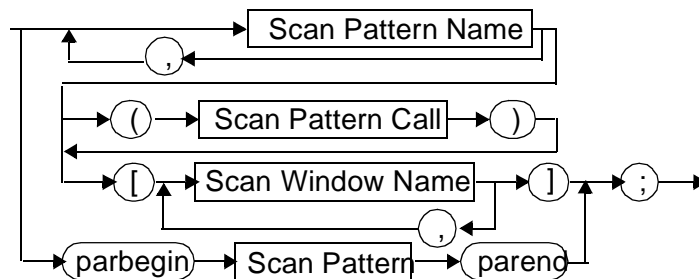 Scan Pattern Name
,
( Scan Pattern Call )
[ Scan Window Name ] ;
,
parbegin Scan Pattern parend